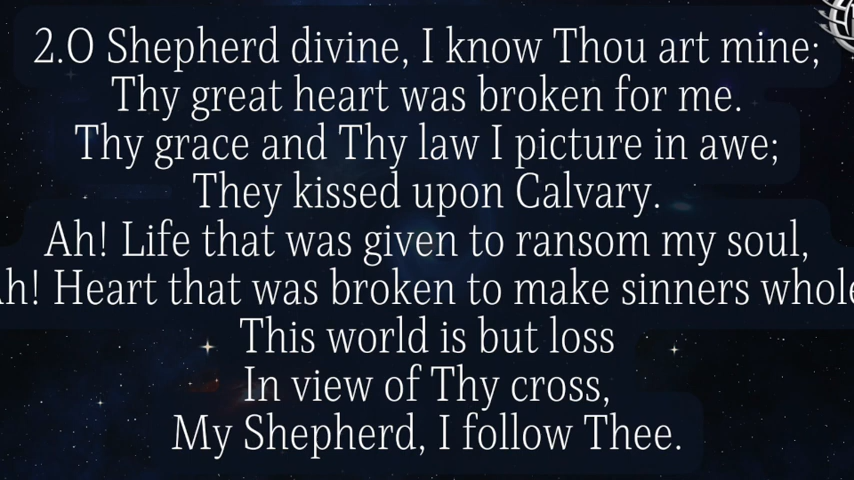 2.O Shepherd divine, I know Thou art mine;
Thy great heart was broken for me.
Thy grace and Thy law I picture in awe;
They kissed upon Calvary.
Ah! Life that was given to ransom my soul,
Ah! Heart that was broken to make sinners whole
This world is but loss
In view of Thy cross,
My Shepherd, I follow Thee.